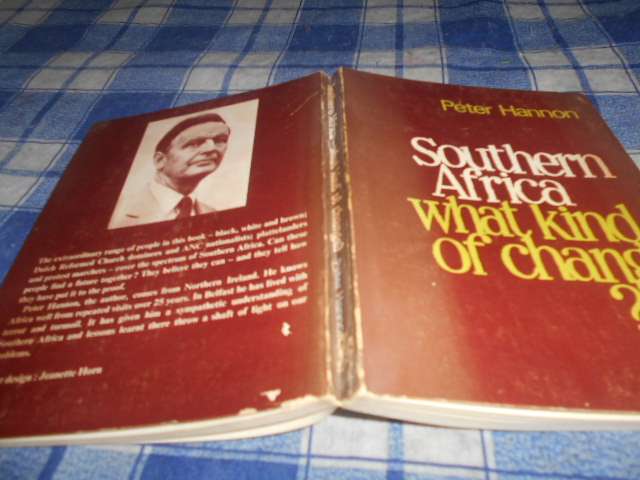 The extraordinary range of people in this book – black, white and brown;
Dutch Reformed Church dominees and ANC (nationalists); plattelanders
and protest marchers – cover the spectrum of Southern Africa. Can these
people find a future together? They believe they can – and they tell how
they have put it to the proof.
Peter Hannon, the author, comes from Northern Ireland. He knows
Africa well from repeated visits over 25 years. In Belfast he has lived with
terror and turmoil. It has given him a sympathetic understanding of
Southern Africa and lessons learnt there throw a shaft of light on our
problems.
design : Jeanette Horn
Peter Hannon
Southern
Africa
what kind
of chang
?